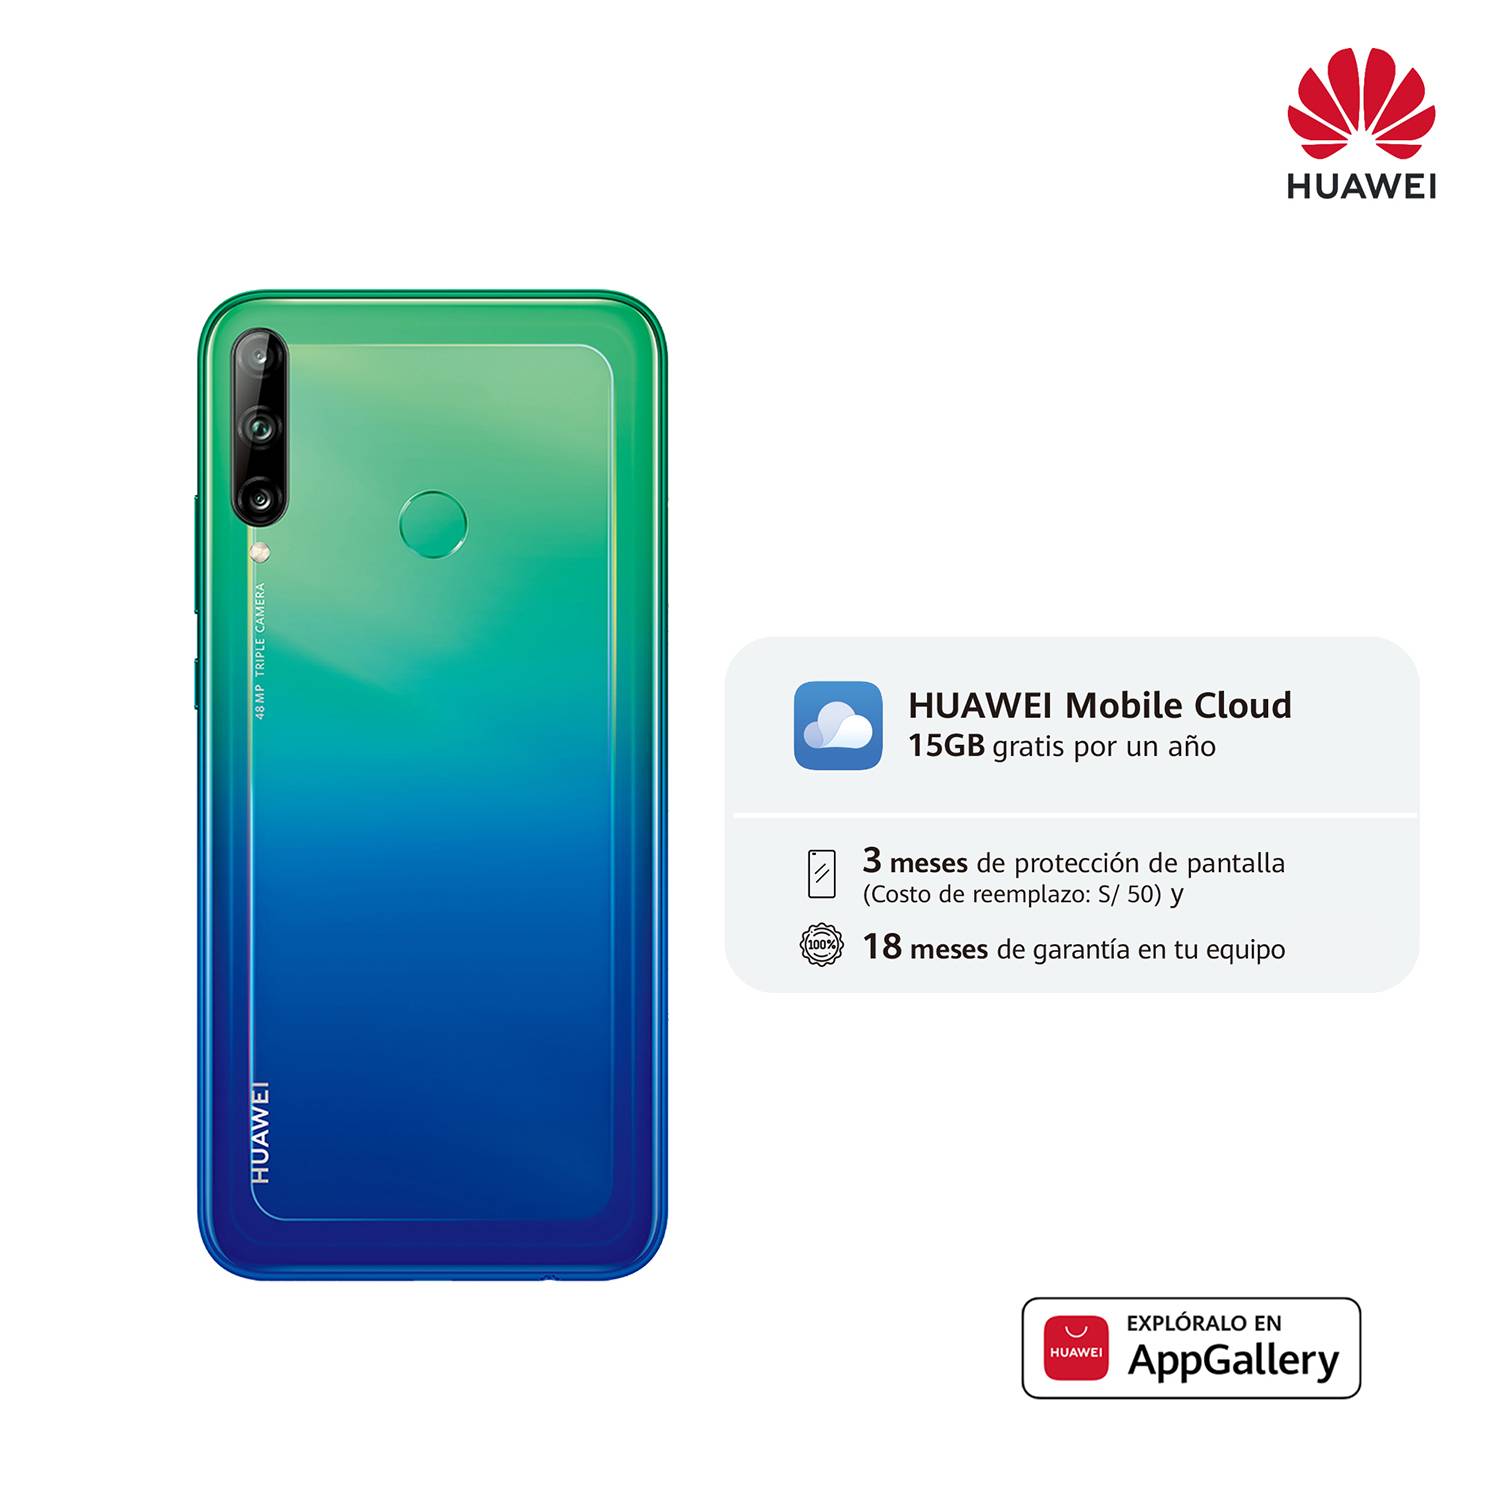 HUAWEI
48 MP TRIPLE CAMERA
HUAWEI
HUAWEI Mobile Cloud
15GB gratis por un año
3 meses de protección de pantalla
(Costo de reemplazo: S/ 50) y
100%
18 meses de garantía en tu equipo
HUAWEI
EXPLÓRALO EN
AppGallery